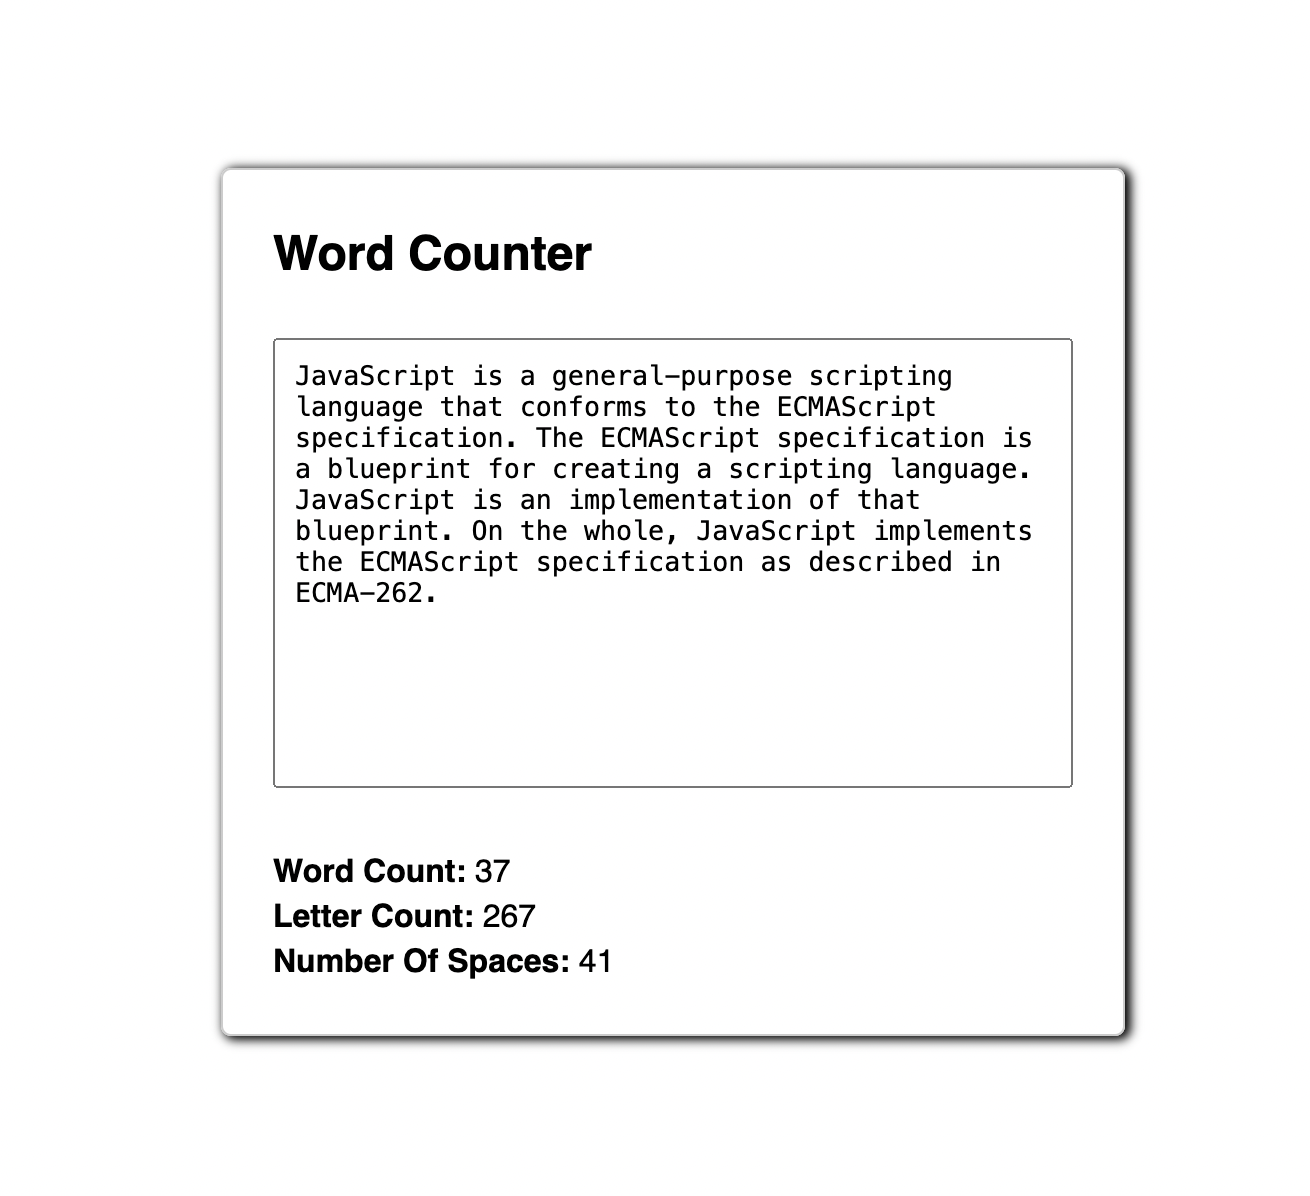 Word Counter
JavaScript is a general-purpose scripting
language that conforms to the ECMAScript
specification. The ECMAScript specification is
a blueprint for creating a scripting language.
JavaScript is an implementation of that
blueprint. On the whole, JavaScript implements
the ECMAScript specification as described in
ECMA-262.
Word Count: 37
Letter Count: 267
Number Of Spaces: 41